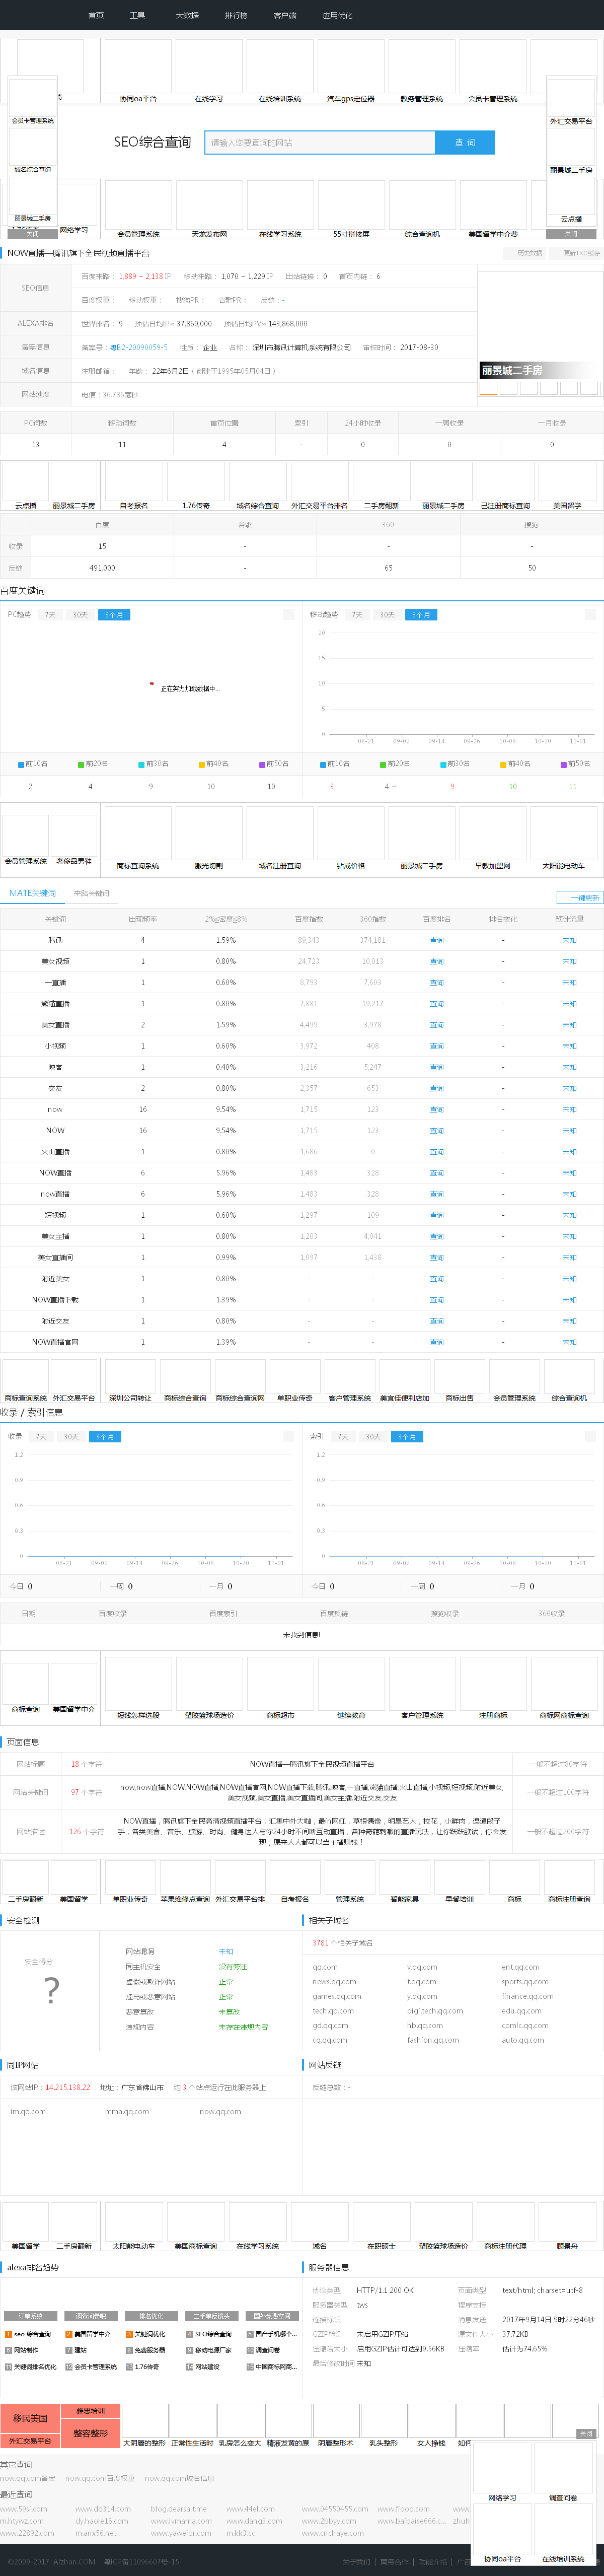 首页 工具 大数据 排行榜 客户端 应用优化
协同oa平台 在线学习 在线培训系统 汽车gps定位器 教务管理系统 会员卡管理系统
会员卡管理系统
域名综合查询
丽景城二手房
关闭
外汇交易平台
丽景城二手房
云点播
关闭
SEO综合查询 请输入您要查询的网站 查 询
网络学习 会员管理系统 天龙发布网 在线学习系统 55寸拼接屏 综合查询机 美国留学中介费
NOW直播—腾讯旗下全民视频直播平台 历史数据 更新TKD缓存
SEO信息
百度来路： 1,889 ~ 2,138 IP 移动来路： 1,070 ~ 1,229 IP 出站链接： 0 首页内链： 6
百度权重： 移动权重： 搜狗PR： 谷歌PR： 反链：-
ALEXA排名 世界排名： 9 预估日均IP≈ 37,860,000 预估日均PV≈ 143,868,000
备案信息 备案号：粤B2-20090059-5 性质： 企业 名称： 深圳市腾讯计算机系统有限公司 审核时间： 2017-08-30
域名信息 注册邮箱： 年龄： 22年6月2日（创建于1995年05月04日）
网站速度 电信：36.786毫秒
丽景城二手房
PC词数 移动词数 首页位置 索引 24小时收录 一周收录 一月收录
13 11 4 - 0 0 0
云点播 丽景城二手房 自考报名 1.76传奇 域名综合查询 外汇交易平台排名 二手房翻新 丽景城二手房 己注册商标查询 美国留学
百度 谷歌 360 搜狗
收录 15 - - -
反链 491,000 - 65 50
百度关键词
PC趋势 7天 30天 3个月
正在努力加载数据中...
移动趋势 7天 30天 3个月
20
15
10
5
0
08-21 09-02 09-14 09-26 10-08 10-20 11-01
前10名 前20名 前30名 前40名 前50名 前10名 前20名 前30名 前40名 前50名
2 4 9 10 10 3 4 — 9 10 11
会员管理系统 奢侈品男鞋 商标查询系统 激光切割 域名注册查询 钻戒价格 丽景城二手房 早教加盟网 太阳能电动车
MATE关键词 来路关键词 一键更新
关键词 出现频率 2%≦密度≦8% 百度指数 360指数 百度排名 排名变化 预计流量
腾讯 4 1.59% 89,343 374,181 查询 - 未知
美女视频 1 0.80% 24,723 10,013 查询 - 未知
一直播 1 0.60% 8,793 7,603 查询 - 未知
熊猫直播 1 0.80% 7,881 19,217 查询 - 未知
美女直播 2 1.59% 4,499 3,978 查询 - 未知
小视频 1 0.60% 3,972 408 查询 - 未知
映客 1 0.40% 3,216 5,247 查询 - 未知
交友 2 0.80% 2,357 653 查询 - 未知
now 16 9.54% 1,715 123 查询 - 未知
NOW 16 9.54% 1,715 123 查询 - 未知
火山直播 1 0.80% 1,686 0 查询 - 未知
NOW直播 6 5.96% 1,483 328 查询 - 未知
now直播 6 5.96% 1,483 328 查询 - 未知
短视频 1 0.60% 1,297 109 查询 - 未知
美女主播 1 0.80% 1,203 4,041 查询 - 未知
美女直播间 1 0.99% 1,097 1,438 查询 - 未知
附近美女 1 0.80% - - 查询 - 未知
NOW直播下载 1 1.39% - - 查询 - 未知
附近交友 1 0.80% - - 查询 - 未知
NOW直播官网 1 1.39% - - 查询 - 未知
商标查询系统 外汇交易平台 深圳公司转让 商标综合查询 商标综合查询网 单职业传奇 客户管理系统 美宜佳便利店加 商标出售 会员管理系统 综合查询机
收录 / 索引信息
收录 7天 30天 3个月 索引 7天 30天 3个月
1.2 1.2
0.9 0.9
0.6 0.6
0.3 0.3
0 0
08-21 09-02 09-14 09-26 10-08 10-20 11-01 08-21 09-02 09-14 09-26 10-08 10-20 11-01
今日 0 一周 0 一月 0 今日 0 一周 0 一月 0
日期 百度收录 百度索引 百度反链 搜狗收录 360收录
未找到信息!
商标查询 美国留学中介 短线怎样选股 塑胶篮球场造价 商标超市 继续教育 客户管理系统 注册商标 商标网商标查询
页面信息
网站标题 18 个字符 NOW直播—腾讯旗下全民视频直播平台 一般不超过80字符
网站关键词 97 个字符 now,now直播,NOW,NOW直播,NOW直播官网,NOW直播下载,腾讯,映客,一直播,熊猫直播,火山直播,小视频,短视频,附近美女,美女视频,美女直播,美女直播间,美女主播,附近交友,交友 一般不超过100字符
网站描述 126 个字符 NOW直播，腾讯旗下全民高清视频直播平台，汇集中外大咖，最in网红，草根偶像，明星艺人，校花，小鲜肉，逗逼段子手，各类美食、音乐、旅游、时尚、健身达人与你24小时不间断互动直播，各种奇葩刺激的直播玩法，让你跃跃欲试，你会发现，原来人人都可以当主播赚钱！ 一般不超过200字符
二手房翻新 美国留学 单职业传奇 苹果维修点查询 外汇交易平台排 自考报名 管理系统 智能家具 早餐培训 商标 商标注册查询
安全检测
安全得分
?
网站漏洞 未知
同主机安全 没有旁注
虚假或欺诈网站 正常
挂马或恶意网站 正常
恶意篡改 未篡改
违规内容 未存在违规内容
相关子域名
3781 个相关子域名
qq.com v.qq.com ent.qq.com
news.qq.com t.qq.com sports.qq.com
games.qq.com y.qq.com finance.qq.com
tech.qq.com digi.tech.qq.com edu.qq.com
gd.qq.com hb.qq.com comic.qq.com
cq.qq.com fashion.qq.com auto.qq.com
同IP网站
该网站IP：14.215.138.22 地址：广东省佛山市 约 3 个站点运行在此服务器上
im.qq.com mma.qq.com now.qq.com
网站反链
反链总数：-
美国留学 二手房翻新 太阳能电动车 美国商标查询 在线学习系统 域名 在职硕士 塑胶篮球场造价 商标注册代理 顾景舟
alexa排名趋势
订单系统 调查问卷吧 排名优化 二手单反镜头 国外免费空间
1 seo 综合查询 2 美国留学中介 3 关键词优化 4 SEO综合查询 5 国产手机哪个...
6 网站制作 7 建站 8 免裹服务器 9 移动电源厂家 10 调查问卷
11 关键词排名优化 12 会员卡管理系统 13 1.76传奇 14 网站建设 15 中国商标网商...
服务器信息
协议类型 HTTP/1.1 200 OK 页面类型 text/html; charset=utf-8
服务器类型 tws 程序支持
连接标识 消息发送 2017年9月14日 9时22分46秒
GZIP检测 未启用GZIP压缩 源文件大小 37.72KB
压缩后大小 启用GZIP估计可达到9.56KB 压缩率 估计为74.65%
最后修改时间 未知
移民美国 外汇交易平台 雅思培训 整容整形
大阴唇的整形 正常性生活时 乳房怎么变大 精液发黄的原 阴唇整形术 乳头整形 女人挣钱
关闭
网络学习 调查问卷
协同oa平台 在线培训系统
其它查询
now.qq.com备案 now.qq.com百度权重 now.qq.com域名信息
最近查询
www.59si.com www.dd314.com blog.dearsalt.me www.44el.com www.04550455.com www.flooo.com
m.htywz.com dy.haole16.com www.ivmama.com www.dang3.com www.2bbyy.com www.baibaise666.c...
www.22892.com m.anx56.net www.yaweipr.com m.kk3.cc www.cnchaye.com
©2009-2017 Aizhan.COM 粤ICP备11096607号-15 关于我们 | 商务合作 | 功能介绍